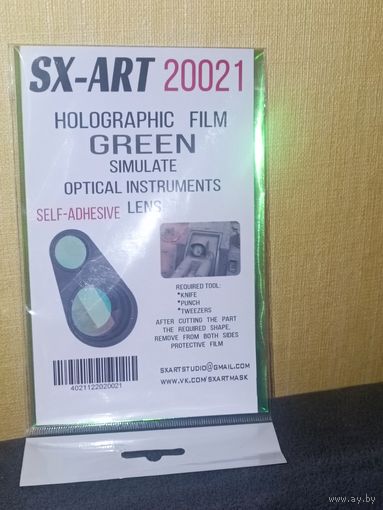 SX-ART 20021
HOLOGRAPHIC FILM
GREEN
SIMULATE
OPTICAL INSTRUMENTS
SELF-ADHESIVE LENS
REQUIRED TOOL:
*KNIFE
*PUNCH
*TWEEZERS
AFTER CUTTING THE PART
THE REQUIRED SHAPE,
REMOVE FROM BOTH SIDES
PROTECTIVE FILM
4021122020021
SXARTSTUDIO@GMAIL.COM
WWW.VK.COM/SXARTMASK
www.ay.by